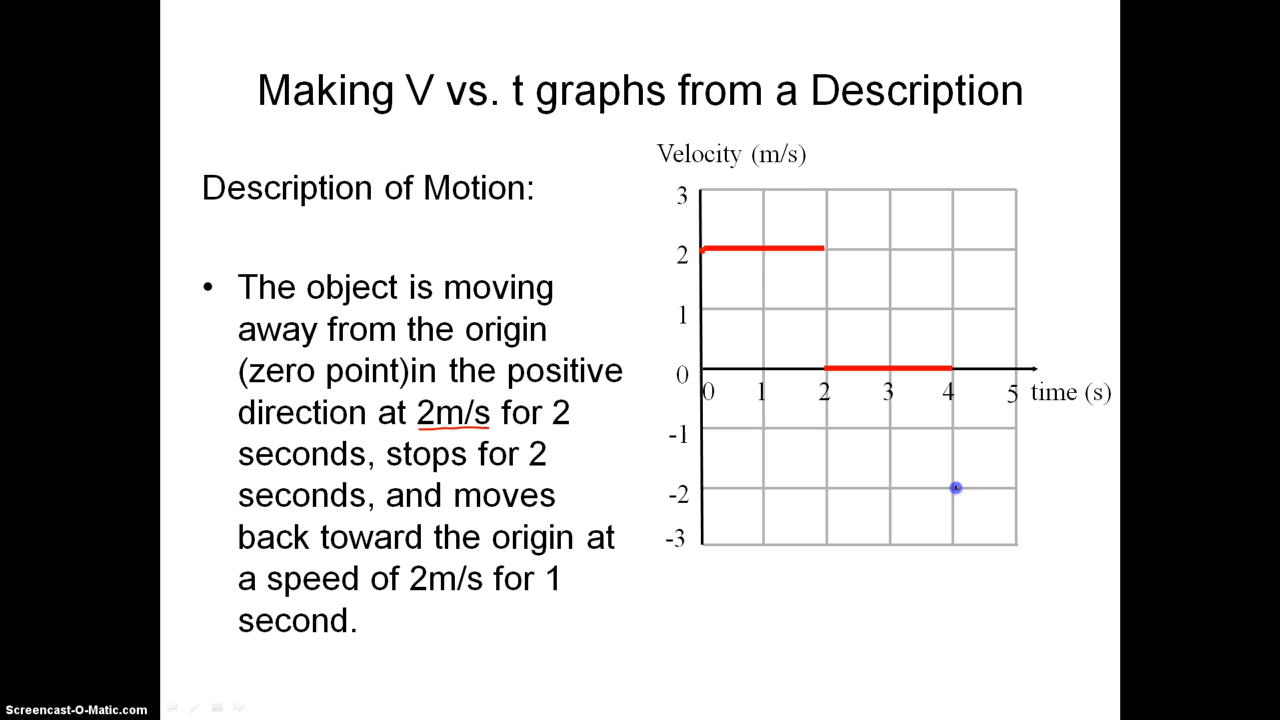 Making V vs. t graphs from a Description
Description of Motion:
• The object is moving
away from the origin
(zero point)in the positive
direction at 2m/s for 2
seconds, stops for 2
seconds, and moves
back toward the origin at
a speed of 2m/s for 1
second.
Velocity (m/s)
3
2
1
0
-1
-2
-3
0 1 2 3 4 5 time (s)
Screencast-O-Matic.com